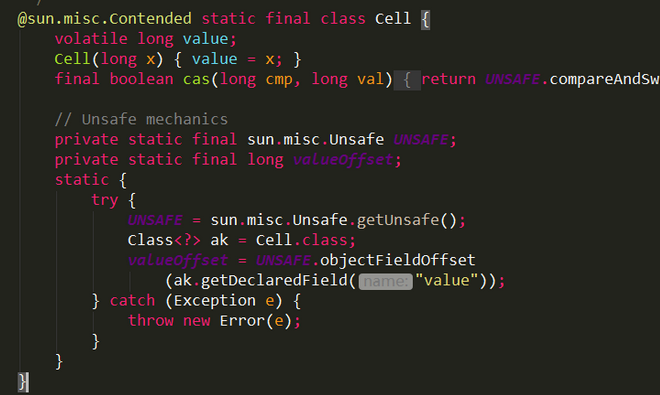 @sun.misc.Contended static final class Cell {
    volatile long value;
    Cell(long x) { value = x; }
    final boolean cas(long cmp, long val) { return UNSAFE.compareAndSw

    // Unsafe mechanics
    private static final sun.misc.Unsafe UNSAFE;
    private static final long valueOffset;
    static {
        try {
            UNSAFE = sun.misc.Unsafe.getUnsafe();
            Class<?> ak = Cell.class;
            valueOffset = UNSAFE.objectFieldOffset
                (ak.getDeclaredField( name: "value"));
        } catch (Exception e) {
            throw new Error(e);
        }
    }
}